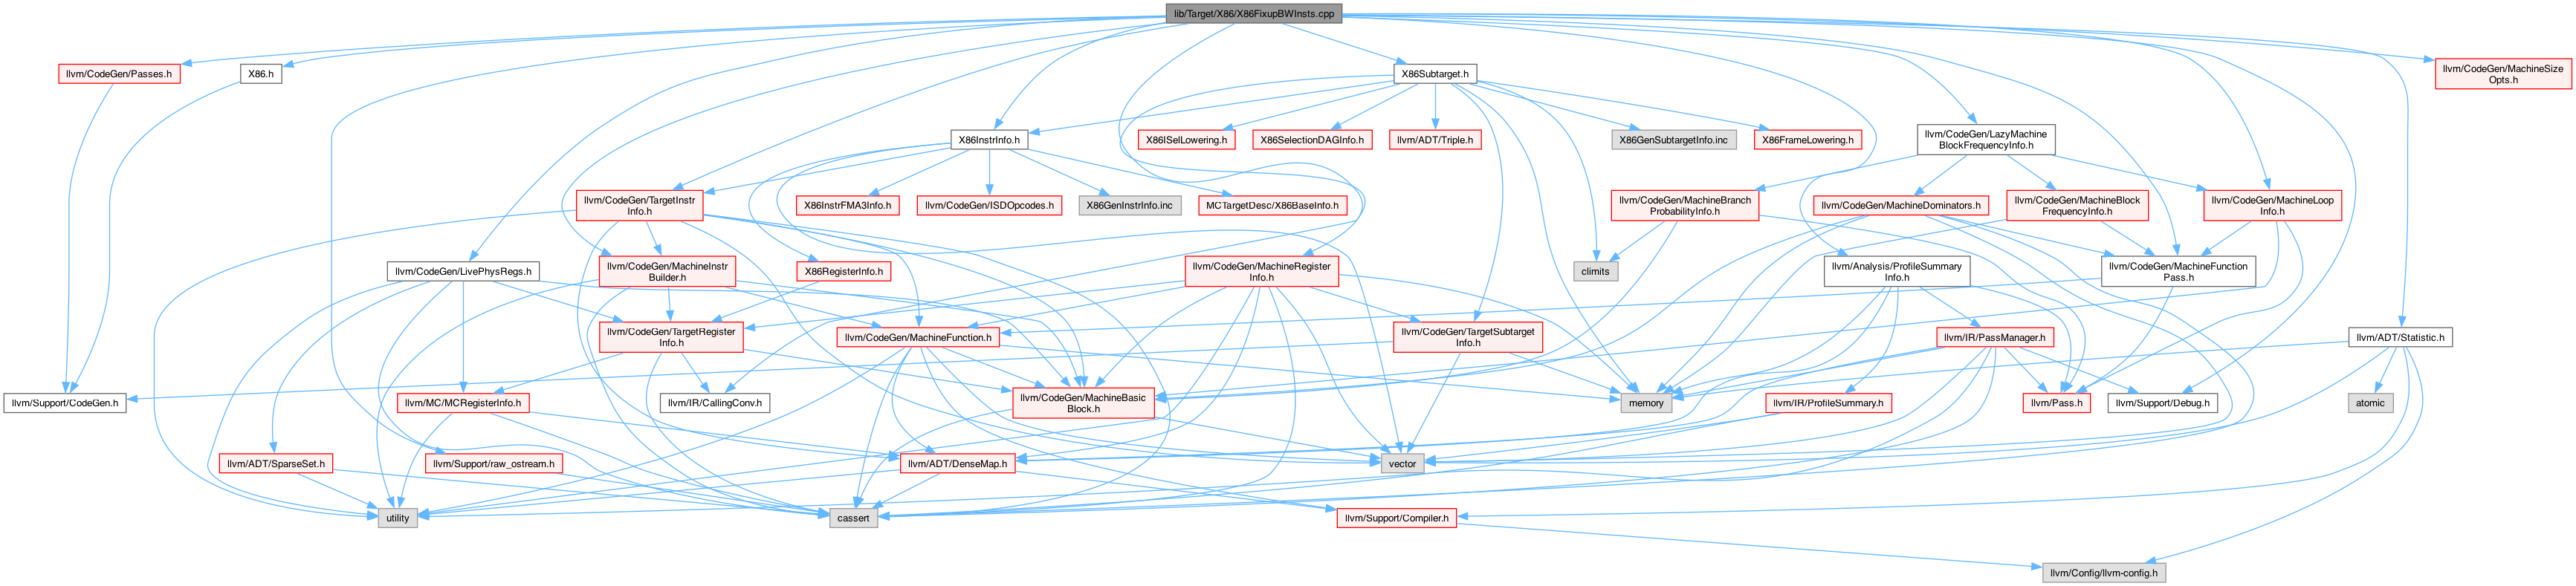 lib/Target/X86/X86FixupBWInsts.cpp
llvm/CodeGen/Passes.h
X86.h
X86Subtarget.h
llvm/CodeGen/MachineSize
Opts.h
X86InstrInfo.h
X86ISelLowering.h
X86SelectionDAGInfo.h
llvm/ADT/Triple.h
X86GenSubtargetInfo.inc
X86FrameLowering.h
llvm/CodeGen/LazyMachine
BlockFrequencyInfo.h
llvm/CodeGen/TargetInstr
Info.h
X86InstrFMA3Info.h
llvm/CodeGen/ISDOpcodes.h
X86GenInstrInfo.inc
MCTargetDesc/X86BaseInfo.h
llvm/CodeGen/MachineBranch
ProbabilityInfo.h
llvm/CodeGen/MachineDominators.h
llvm/CodeGen/MachineBlock
FrequencyInfo.h
llvm/CodeGen/MachineLoop
Info.h
llvm/CodeGen/LivePhysRegs.h
llvm/CodeGen/MachineInstr
Builder.h
X86RegisterInfo.h
llvm/CodeGen/MachineRegister
Info.h
climits
llvm/Analysis/ProfileSummary
Info.h
llvm/CodeGen/MachineFunction
Pass.h
llvm/CodeGen/TargetRegister
Info.h
llvm/CodeGen/MachineFunction.h
llvm/CodeGen/TargetSubtarget
Info.h
llvm/IR/PassManager.h
llvm/ADT/Statistic.h
llvm/Support/CodeGen.h
llvm/MC/MCRegisterInfo.h
llvm/IR/CallingConv.h
llvm/CodeGen/MachineBasic
Block.h
memory
llvm/IR/ProfileSummary.h
llvm/Pass.h
llvm/Support/Debug.h
atomic
llvm/ADT/SparseSet.h
llvm/Support/raw_ostream.h
llvm/ADT/DenseMap.h
vector
utility
cassert
llvm/Support/Compiler.h
llvm/Config/llvm-config.h